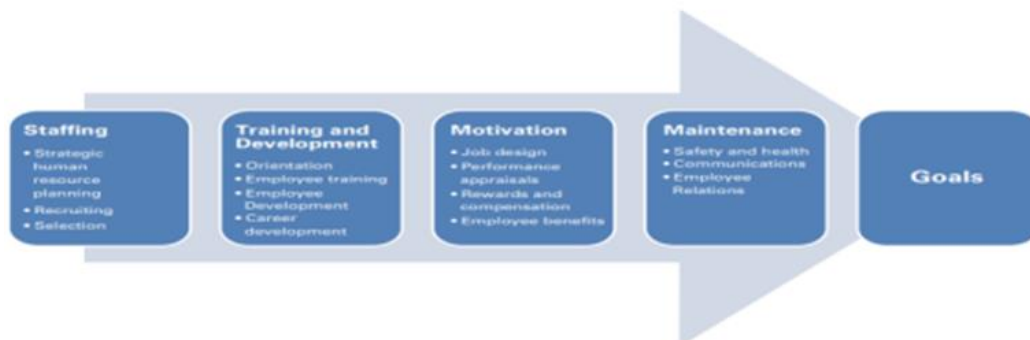 Staffing
• Strategic
human
resource
planning
• Recruiting
• Selection
Training and
Development
• Orientation
• Employee training
• Employee
Development
• Career
development
Motivation
• Job design
• Performance
appraisals
• Rewards and
compensation
• Employee benefits
Maintenance
• Safety and health
• Communications
• Employee
Relations
Goals